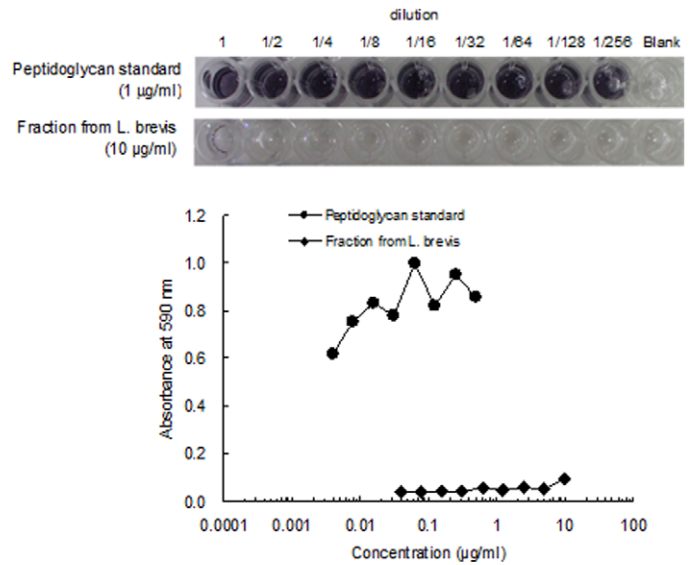 dilution
1 1/2 1/4 1/8 1/16 1/32 1/64 1/128 1/256 Blank
Peptidoglycan standard
(1 µg/ml)
Fraction from L. brevis
(10 µg/ml)
Peptidoglycan standard
Fraction from L. brevis
1.2
1.0
0.8
0.6
0.4
0.2
0.0
Absorbance at 590 nm
0.0001 0.001 0.01 0.1 1 10 100
Concentration (µg/ml)